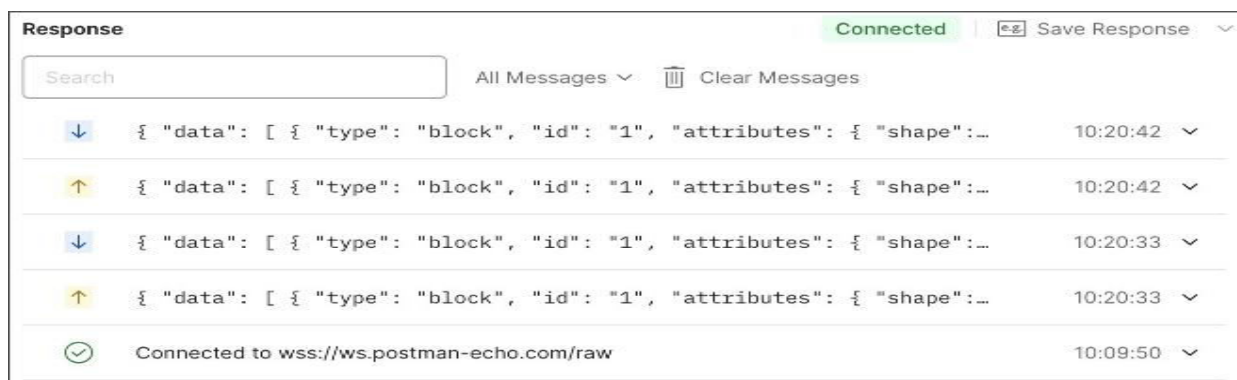 Response Connected e.g. Save Response
Search All Messages Clear Messages
{ "data": [ { "type": "block", "id": "1", "attributes": { "shape":… 10:20:42
{ "data": [ { "type": "block", "id": "1", "attributes": { "shape":… 10:20:42
{ "data": [ { "type": "block", "id": "1", "attributes": { "shape":… 10:20:33
{ "data": [ { "type": "block", "id": "1", "attributes": { "shape":… 10:20:33
Connected to wss://ws.postman-echo.com/raw 10:09:50